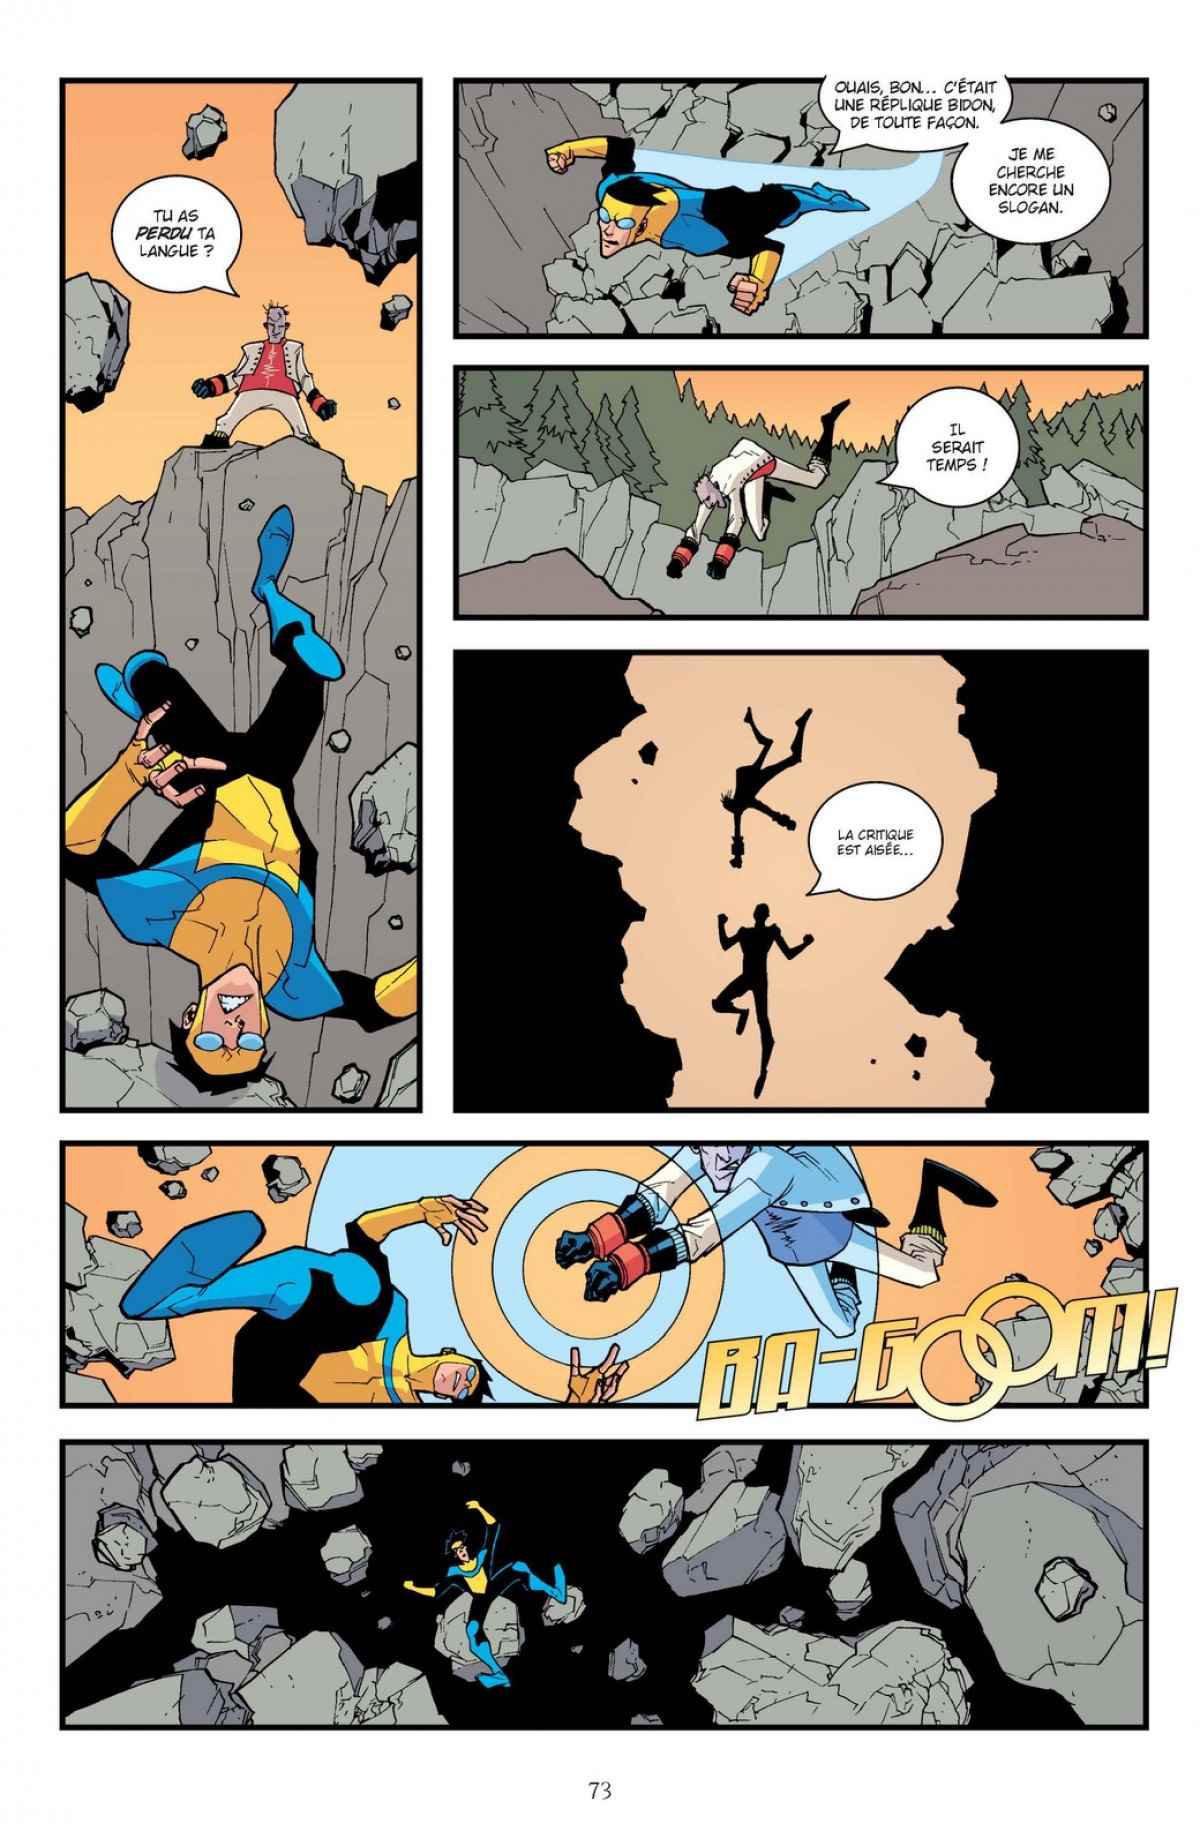 TU AS
PERDU TA
LANGUE ?
OUAIS, BON... C'ÉTAIT
UNE RÉPLIQUE BIDON,
DE TOUTE FAÇON.
JE ME
CHERCHE
ENCORE UN
SLOGAN.
IL
SERAIT
TEMPS !
LA CRITIQUE
EST AISÉE...
BA-GOOM!
73